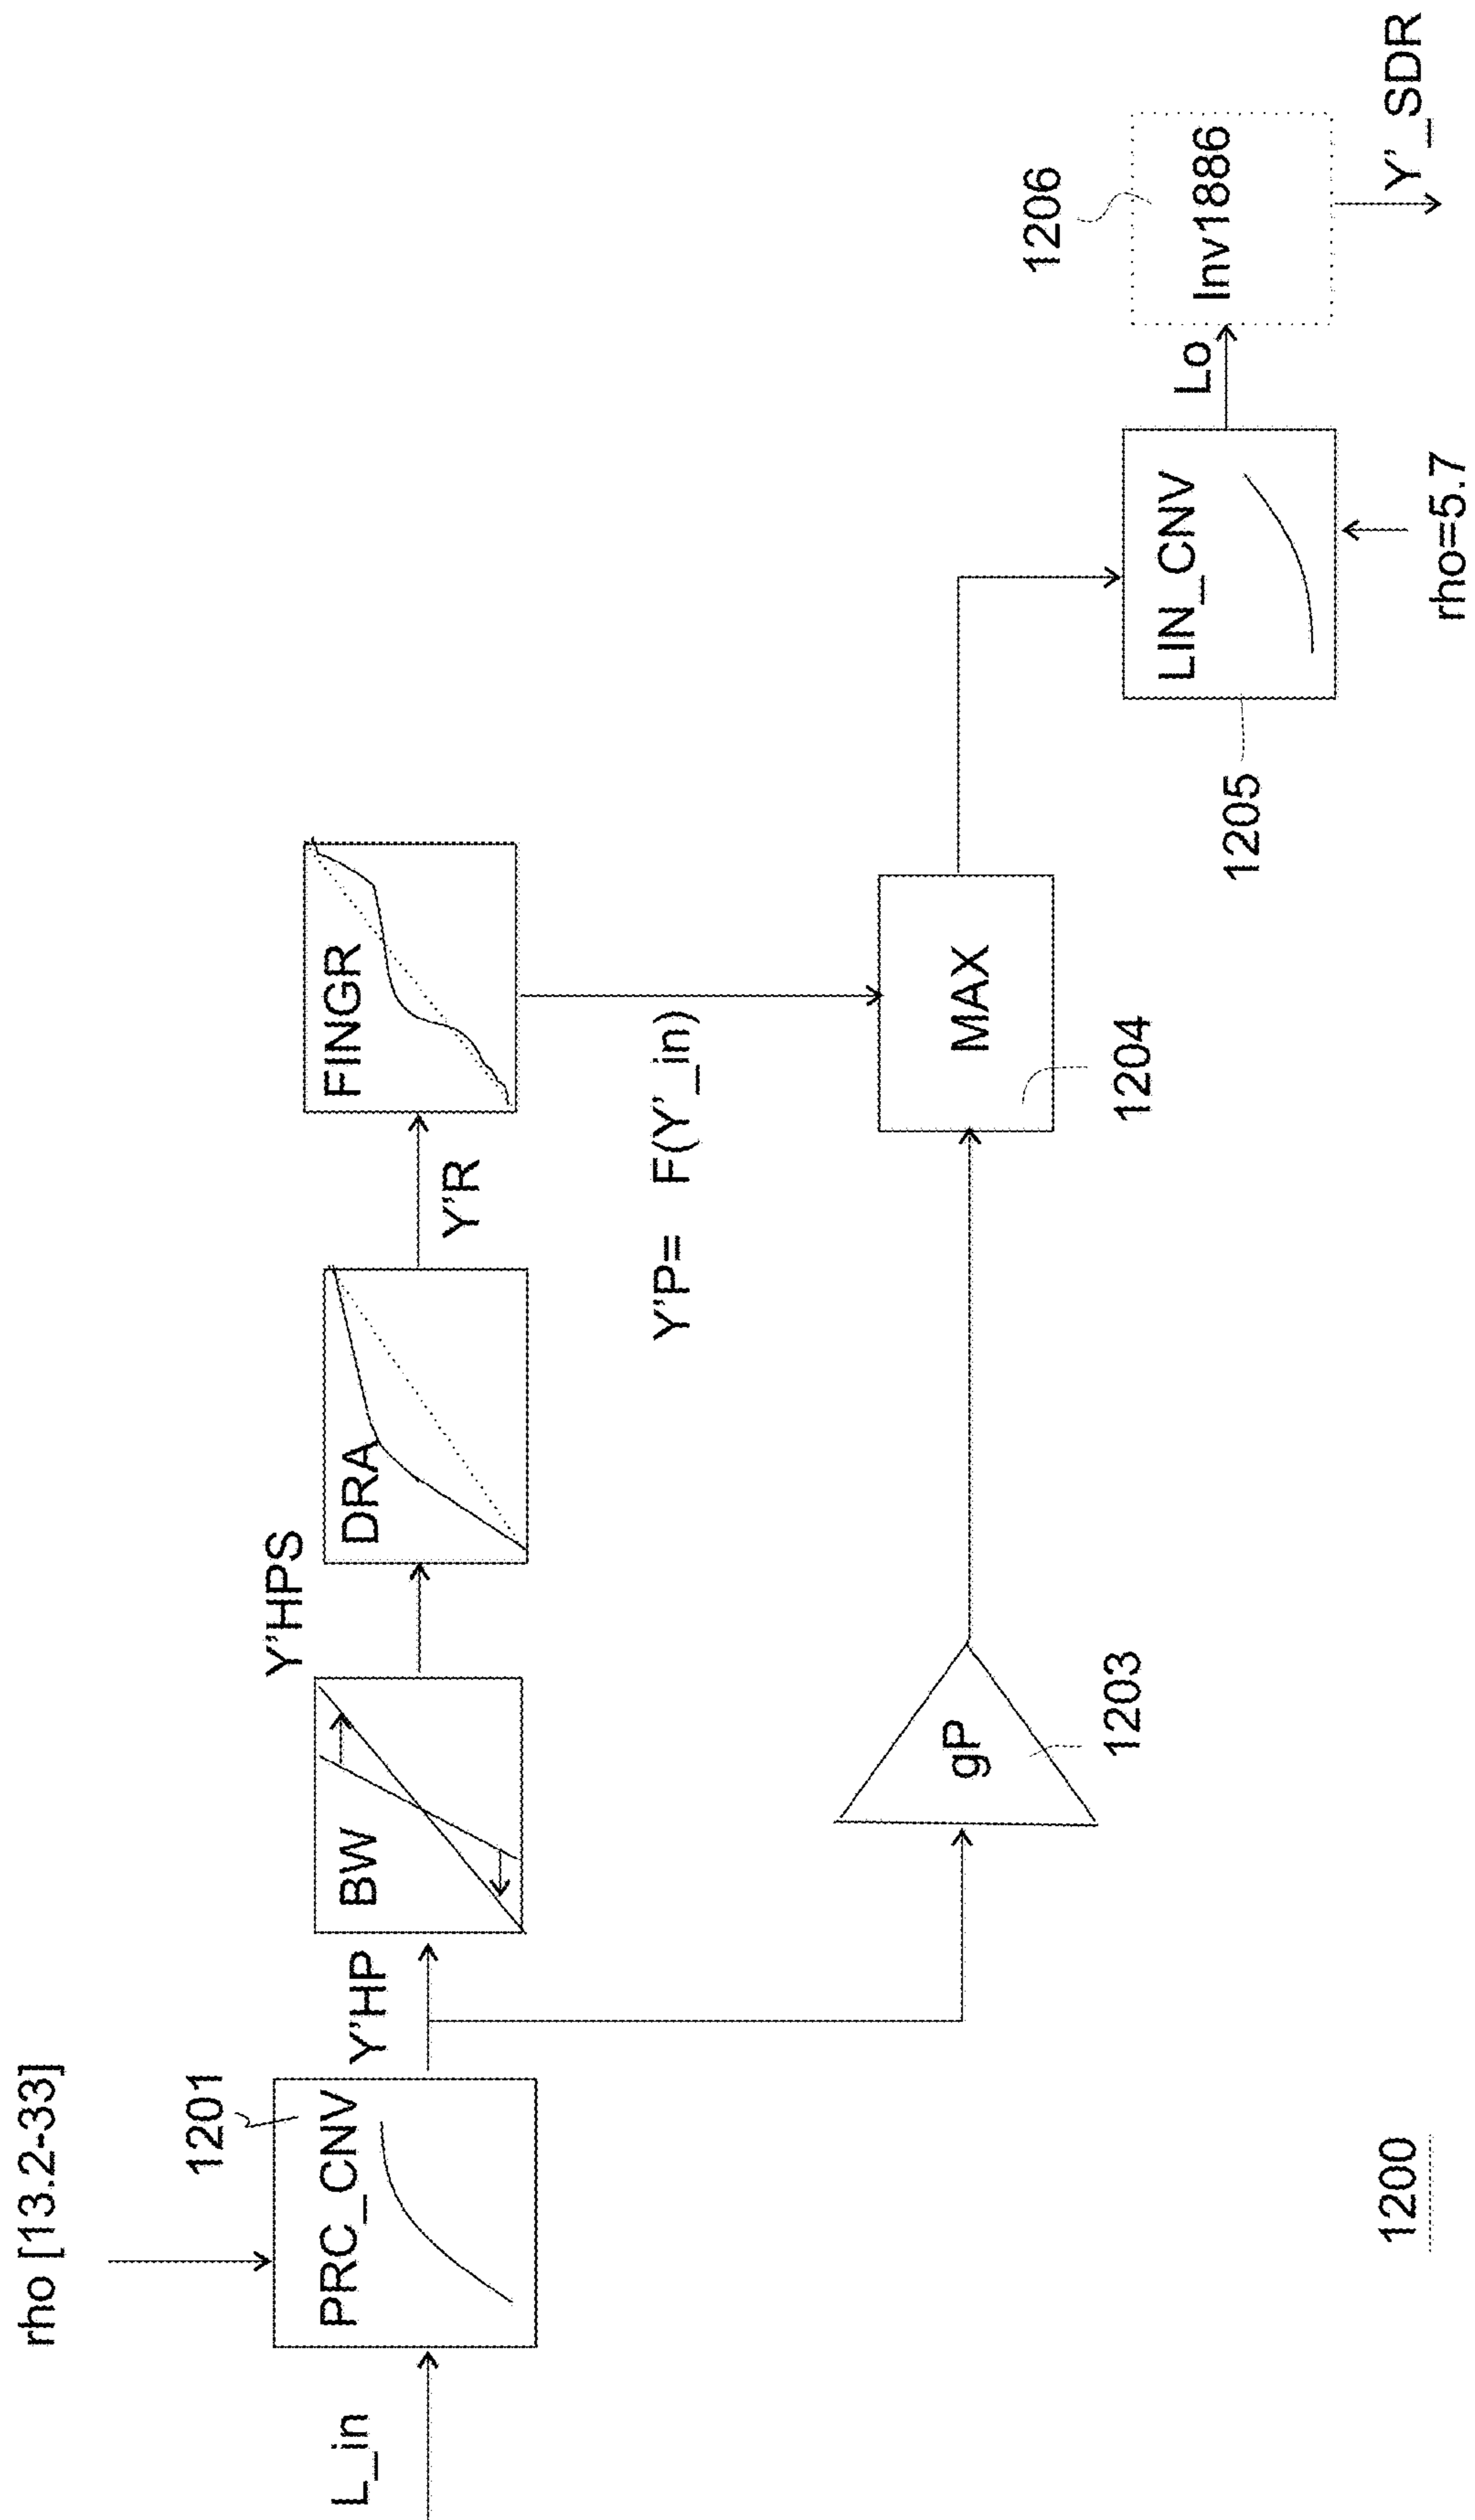 rho [13.2-33]
1201
L_in
PRC_CNV
Y'HP
BW
Y'HPS
DRA
Y'R
FINGR
Y'P= F(Y'_in)
gP
1203
MAX
1204
LIN_CNV
1205
rho=5.7
Lo
1206
Inv1886
Y'_SDR
1200